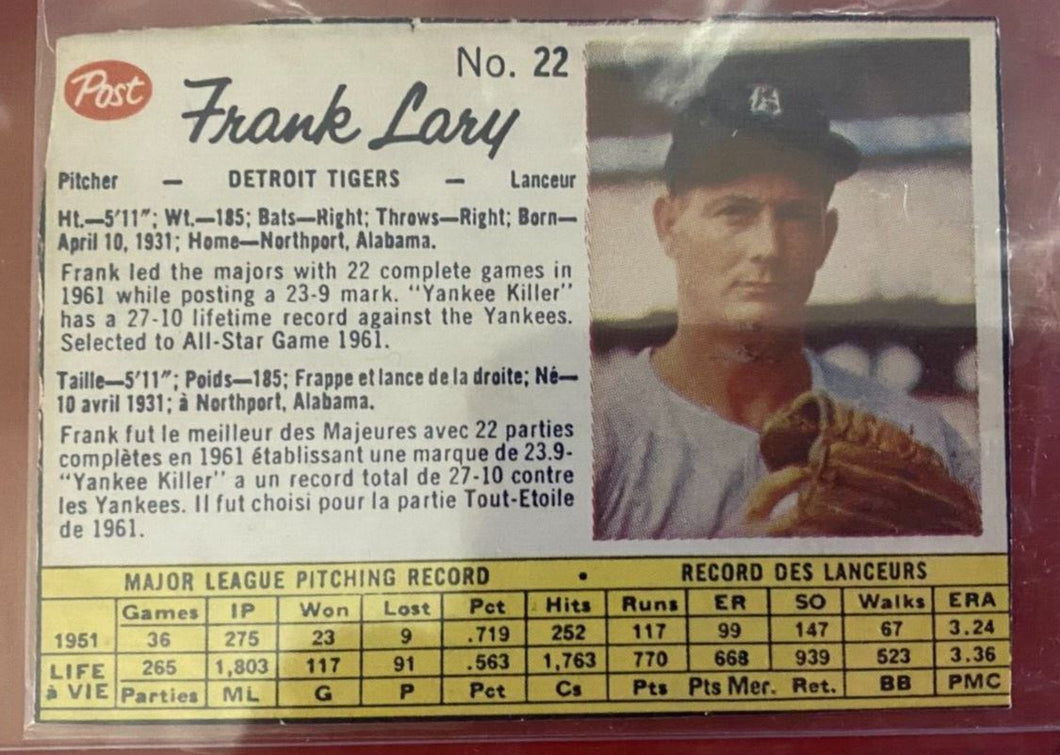 Post
No. 22
Frank Lary
Pitcher — DETROIT TIGERS — Lanceur
Ht.—5'11"; Wt.—185; Bats—Right; Throws—Right; Born—
April 10, 1931; Home—Northport, Alabama.
Frank led the majors with 22 complete games in
1961 while posting a 23-9 mark. "Yankee Killer"
has a 27-10 lifetime record against the Yankees.
Selected to All-Star Game 1961.
Taille—5'11"; Poids—185; Frappe et lance de la droite; Né—
10 avril 1931; à Northport, Alabama.
Frank fut le meilleur des Majeures avec 22 parties
complètes en 1961 établissant une marque de 23.9-
"Yankee Killer" a un record total de 27-10 contre
les Yankees. Il fut choisi pour la partie Tout-Etoile
de 1961.
MAJOR LEAGUE PITCHING RECORD • RECORD DES LANCEURS
Games IP Won Lost Pct Hits Runs ER SO Walks ERA
1951 36 275 23 9 .719 252 117 99 147 67 3.24
LIFE 265 1,803 117 91 .563 1,763 770 668 939 523 3.36
à VIE Parties ML G P Pct Cs Pts Pts Mer. Ret. BB PMC